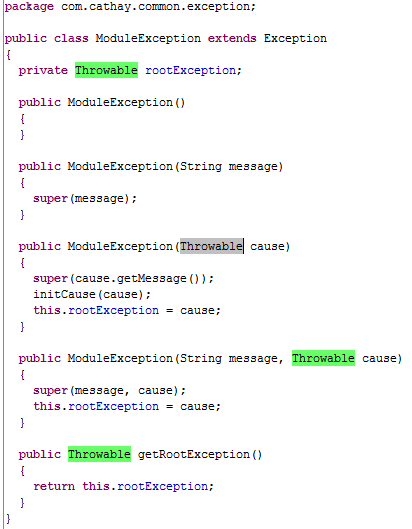 package com.cathay.common.exception;
public class ModuleException extends Exception
{
private Throwable rootException;
public ModuleException()
{
}
public ModuleException(String message)
{
super(message);
}
public ModuleException(Throwable cause)
{
super(cause.getMessage());
initCause(cause);
this.rootException = cause;
}
public ModuleException(String message, Throwable cause)
{
super(message, cause);
this.rootException = cause;
}
public Throwable getRootException()
{
return this.rootException;
}
}